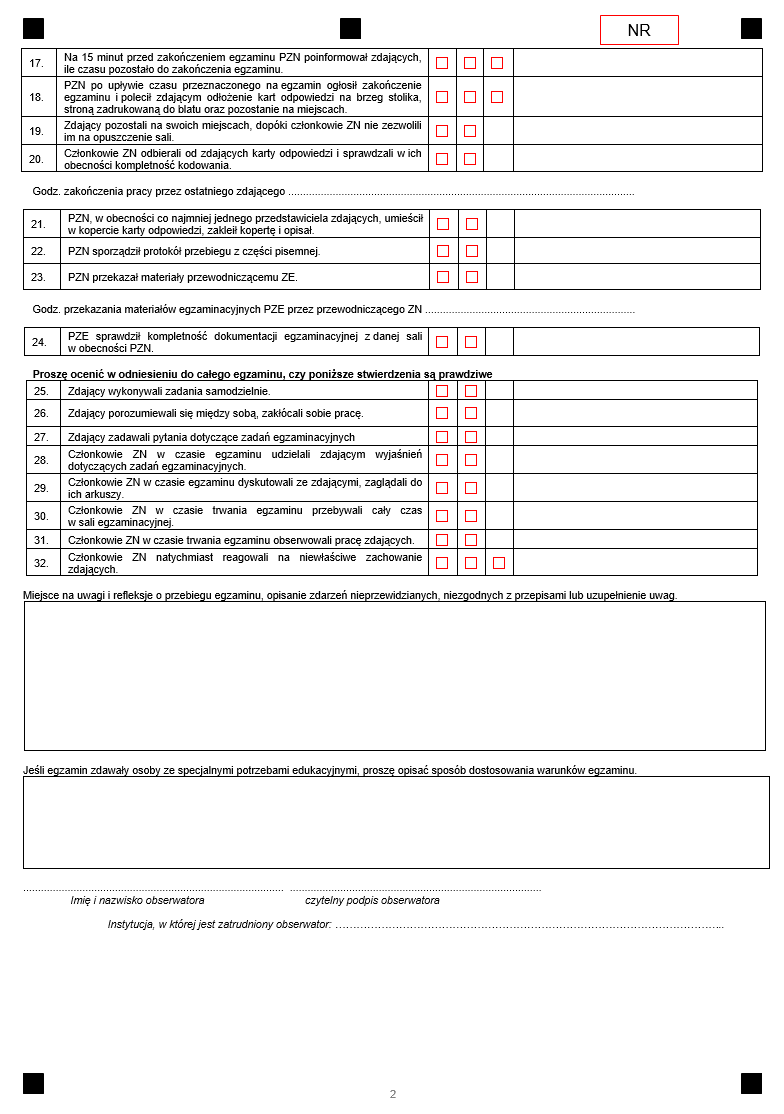 NR
17. Na 15 minut przed zakończeniem egzaminu PZN poinformował zdających,
ile czasu pozostało do zakończenia egzaminu.
18. PZN po upływie czasu przeznaczonego na egzamin ogłosił zakończenie
egzaminu i polecił zdającym odłożenie kart odpowiedzi na brzeg stolika,
stroną zadrukowaną do blatu oraz pozostanie na miejscach.
19. Zdający pozostali na swoich miejscach, dopóki członkowie ZN nie zezwolili
im na opuszczenie sali.
20. Członkowie ZN odbierali od zdających karty odpowiedzi i sprawdzali w ich
obecności kompletność kodowania.
Godz. zakończenia pracy przez ostatniego zdającego ......................................................................................................................
21. PZN, w obecności co najmniej jednego przedstawiciela zdających, umieścił
w kopercie karty odpowiedzi, zakleił kopertę i opisał.
22. PZN sporządził protokół przebiegu z części pisemnej.
23. PZN przekazał materiały przewodniczącemu ZE.
Godz. przekazania materiałów egzaminacyjnych PZE przez przewodniczącego ZN ......................................................................
24. PZE sprawdził kompletność dokumentacji egzaminacyjnej z danej sali
w obecności PZN.
Proszę ocenić w odniesieniu do całego egzaminu, czy poniższe stwierdzenia są prawdziwe
25. Zdający wykonywali zadania samodzielnie.
26. Zdający porozumiewali się między sobą, zakłócali sobie pracę.
27. Zdający zadawali pytania dotyczące zadań egzaminacyjnych
28. Członkowie ZN w czasie egzaminu udzielali zdającym wyjaśnień
dotyczących zadań egzaminacyjnych.
29. Członkowie ZN w czasie egzaminu dyskutowali ze zdającymi, zaglądali do
ich arkuszy.
30. Członkowie ZN w czasie trwania egzaminu przebywali cały czas
w sali egzaminacyjnej.
31. Członkowie ZN w czasie trwania egzaminu obserwowali pracę zdających.
32. Członkowie ZN natychmiast reagowali na niewłaściwe zachowanie
zdających.
Miejsce na uwagi i refleksje o przebiegu egzaminu, opisanie zdarzeń nieprzewidzianych, niezgodnych z przepisami lub uzupełnienie uwag.
Jeśli egzamin zdawały osoby ze specjalnymi potrzebami edukacyjnymi, proszę opisać sposób dostosowania warunków egzaminu.
........................................................................................ .....................................................................................
Imię i nazwisko obserwatora czytelny podpis obserwatora
Instytucja, w której jest zatrudniony obserwator: ………………………………………………………………………………………………...
2